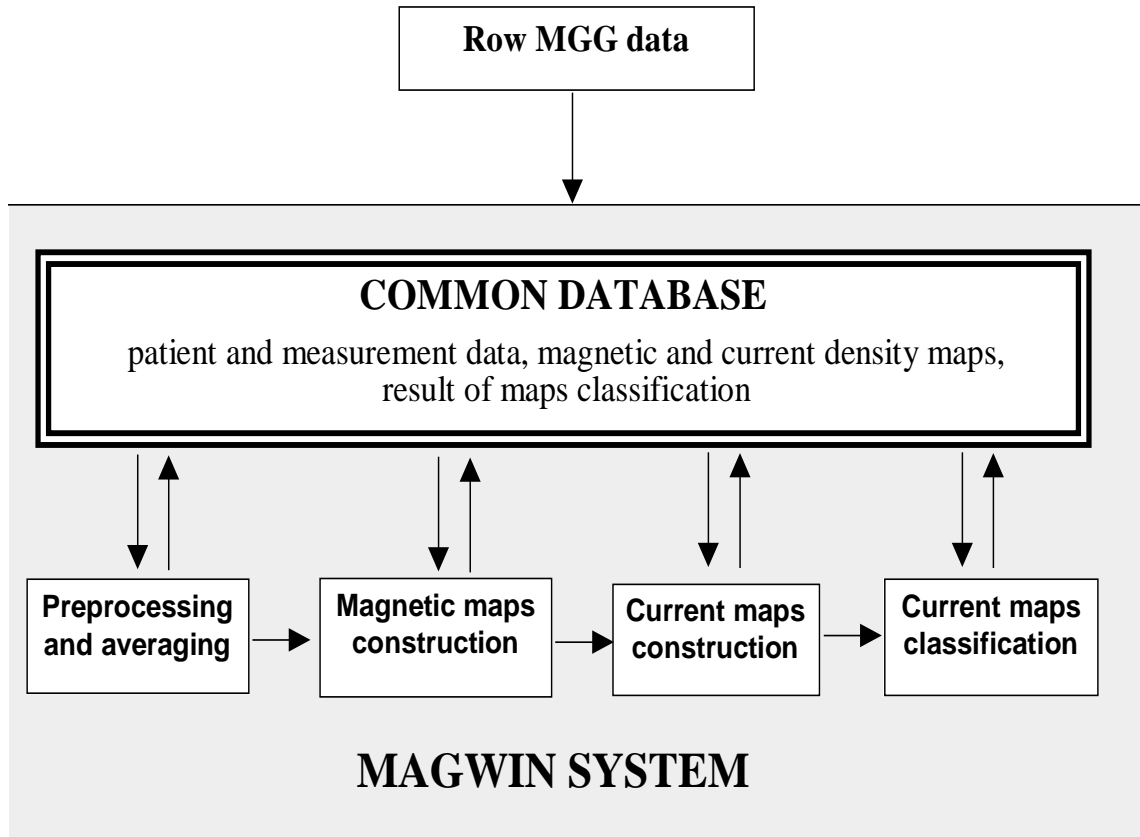 Row MGG data
COMMON DATABASE
patient and measurement data, magnetic and current density maps,
result of maps classification
Preprocessing
and averaging
Magnetic maps
construction
Current maps
construction
Current maps
classification
MAGWIN SYSTEM